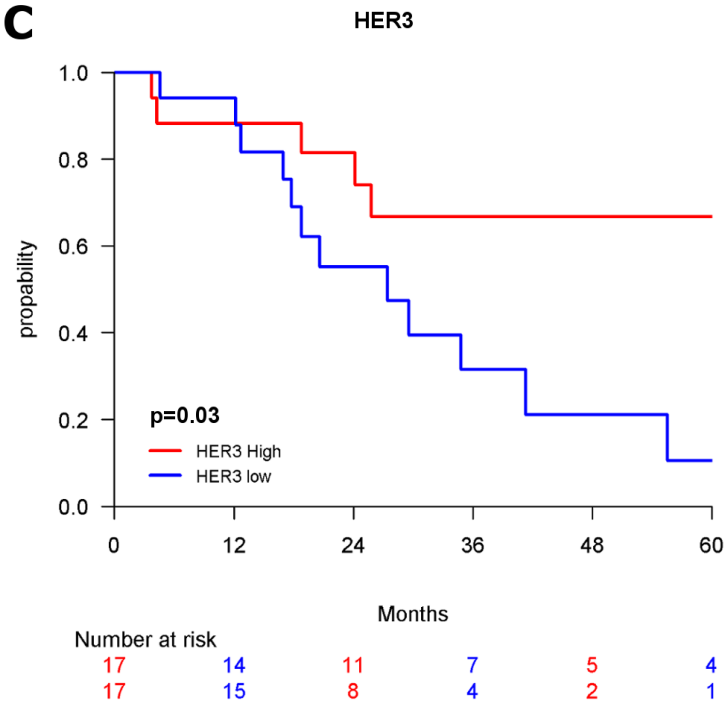 C
HER3
1.0
0.8
0.6
0.4
0.2
0.0
propability
p=0.03
HER3 High
HER3 low
0 12 24 36 48 60
Months
Number at risk
17 14 11 7 5 4
17 15 8 4 2 1